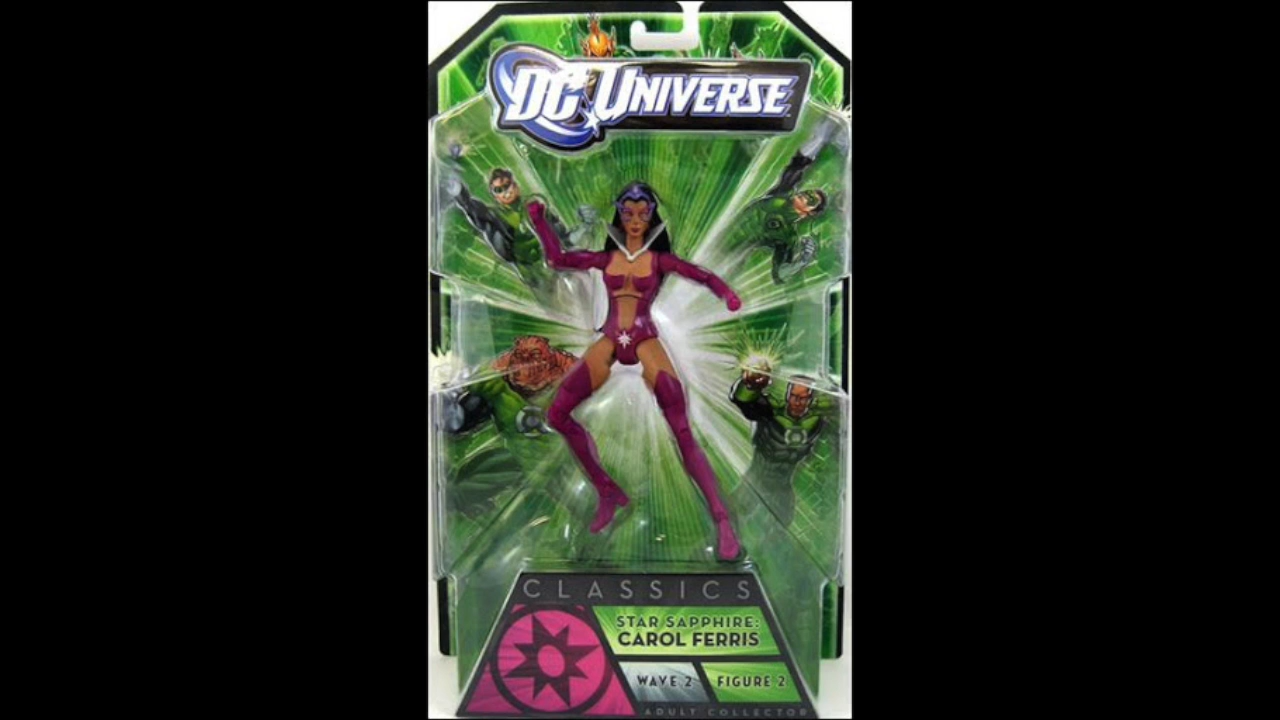 DC UNIVERSE
CLASSICS
STAR SAPPHIRE:
CAROL FERRIS
WAVE 2 FIGURE 2
ADULT COLLECTOR